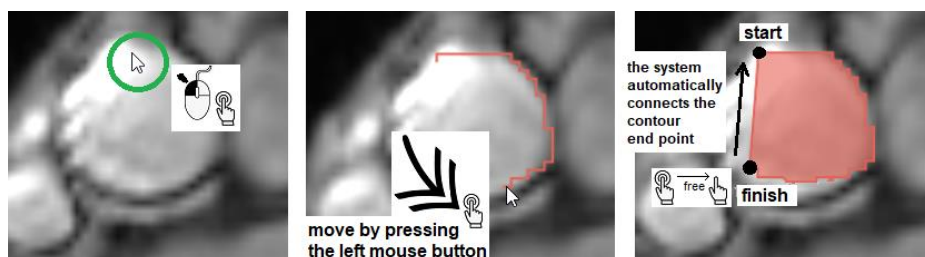 move by pressing
the left mouse button
start
the system
automatically
connects the
contour
end point
free
finish